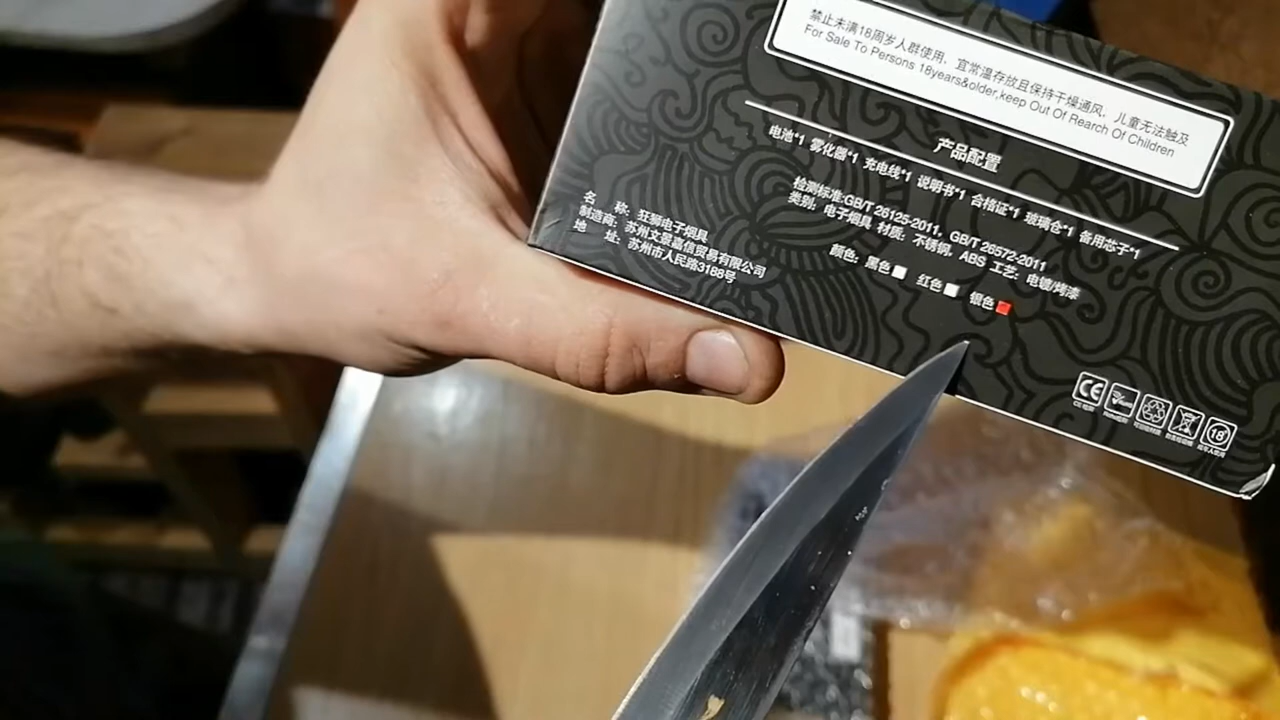 禁止未满18周岁人群使用，宜常温存放且保持干燥通风，儿童无法触及
For Sale To Persons 18years&older,keep Out Of Rearch Of Children
产品配置
电池*1 雾化器*1 充电线*1 说明书*1 合格证*1 玻璃仓*1 备用芯子*1
检测标准:GB/T 26125-2011, GB/T 26572-2011
类别：电子烟具 材质：不锈钢, ABS 工艺：电镀/烤漆
颜色：黑色 红色 银色
名 称：狂狮电子烟具
制造商：苏州文景嘉信贸易有限公司
地 址：苏州市人民路3188号
CE
18
CE